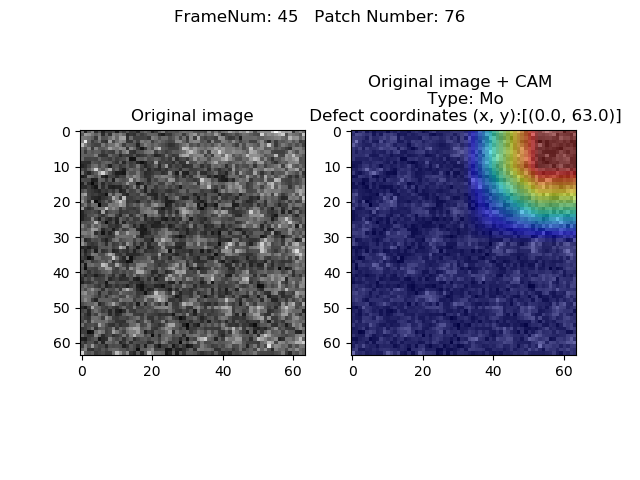 FrameNum: 45   Patch Number: 76
Original image
0
10
20
30
40
50
60
0 20 40 60
Original image + CAM
Type: Mo
Defect coordinates (x, y):[(0.0, 63.0)]
0
10
20
30
40
50
60
0 20 40 60